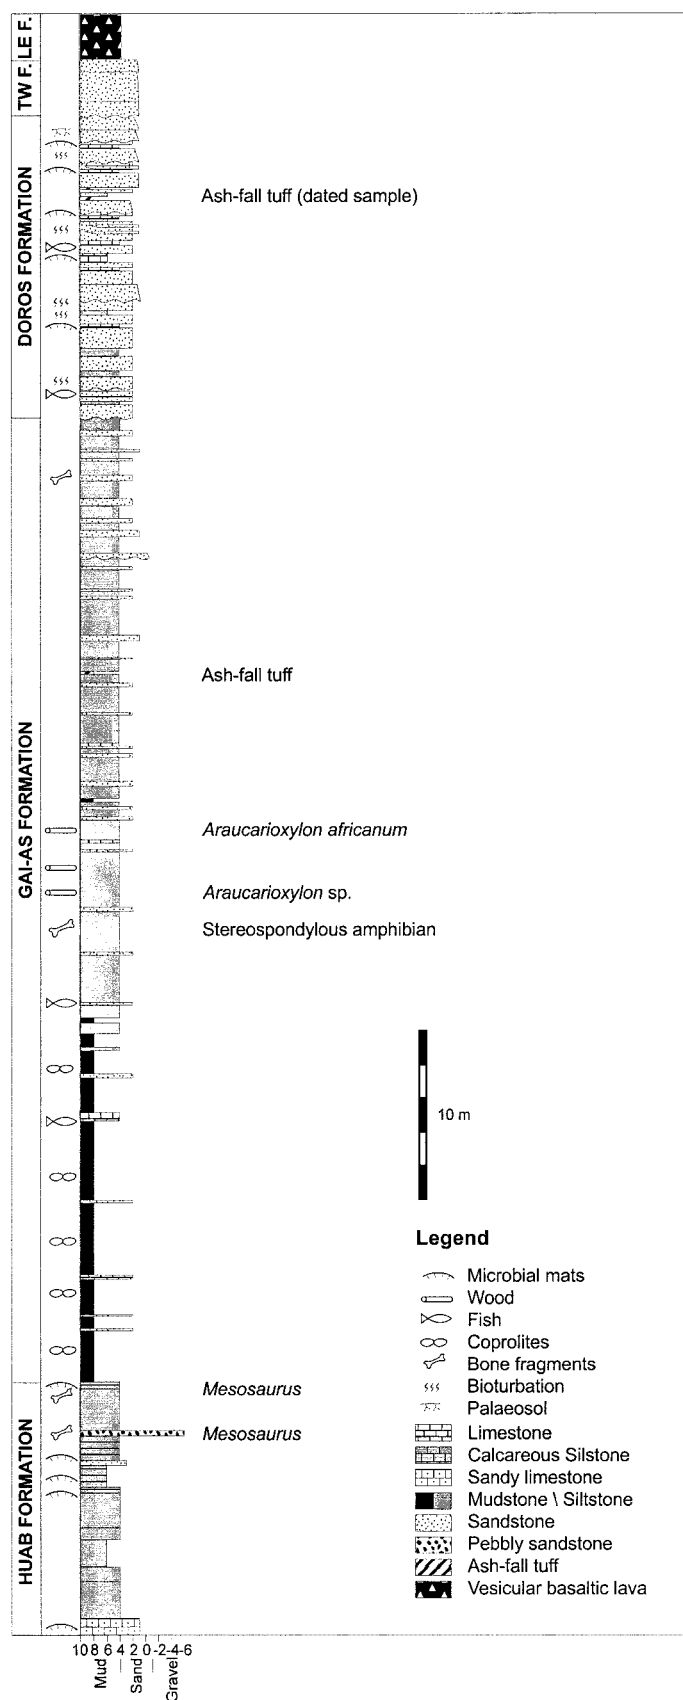 LE F.
TW F.
DOROS FORMATION
Ash-fall tuff (dated sample)
GAI-AS FORMATION
Ash-fall tuff
Araucarioxylon africanum
Araucarioxylon sp.
Stereospondylous amphibian
10 m
HUAB FORMATION
Mesosaurus
Mesosaurus
Legend
Microbial mats
Wood
Fish
Coprolites
Bone fragments
Bioturbation
Palaeosol
Limestone
Calcareous Silstone
Sandy limestone
Mudstone \ Siltstone
Sandstone
Pebbly sandstone
Ash-fall tuff
Vesicular basaltic lava
10 8 6 4 2 0 -2 -4 -6
Mud
Sand
Gravel